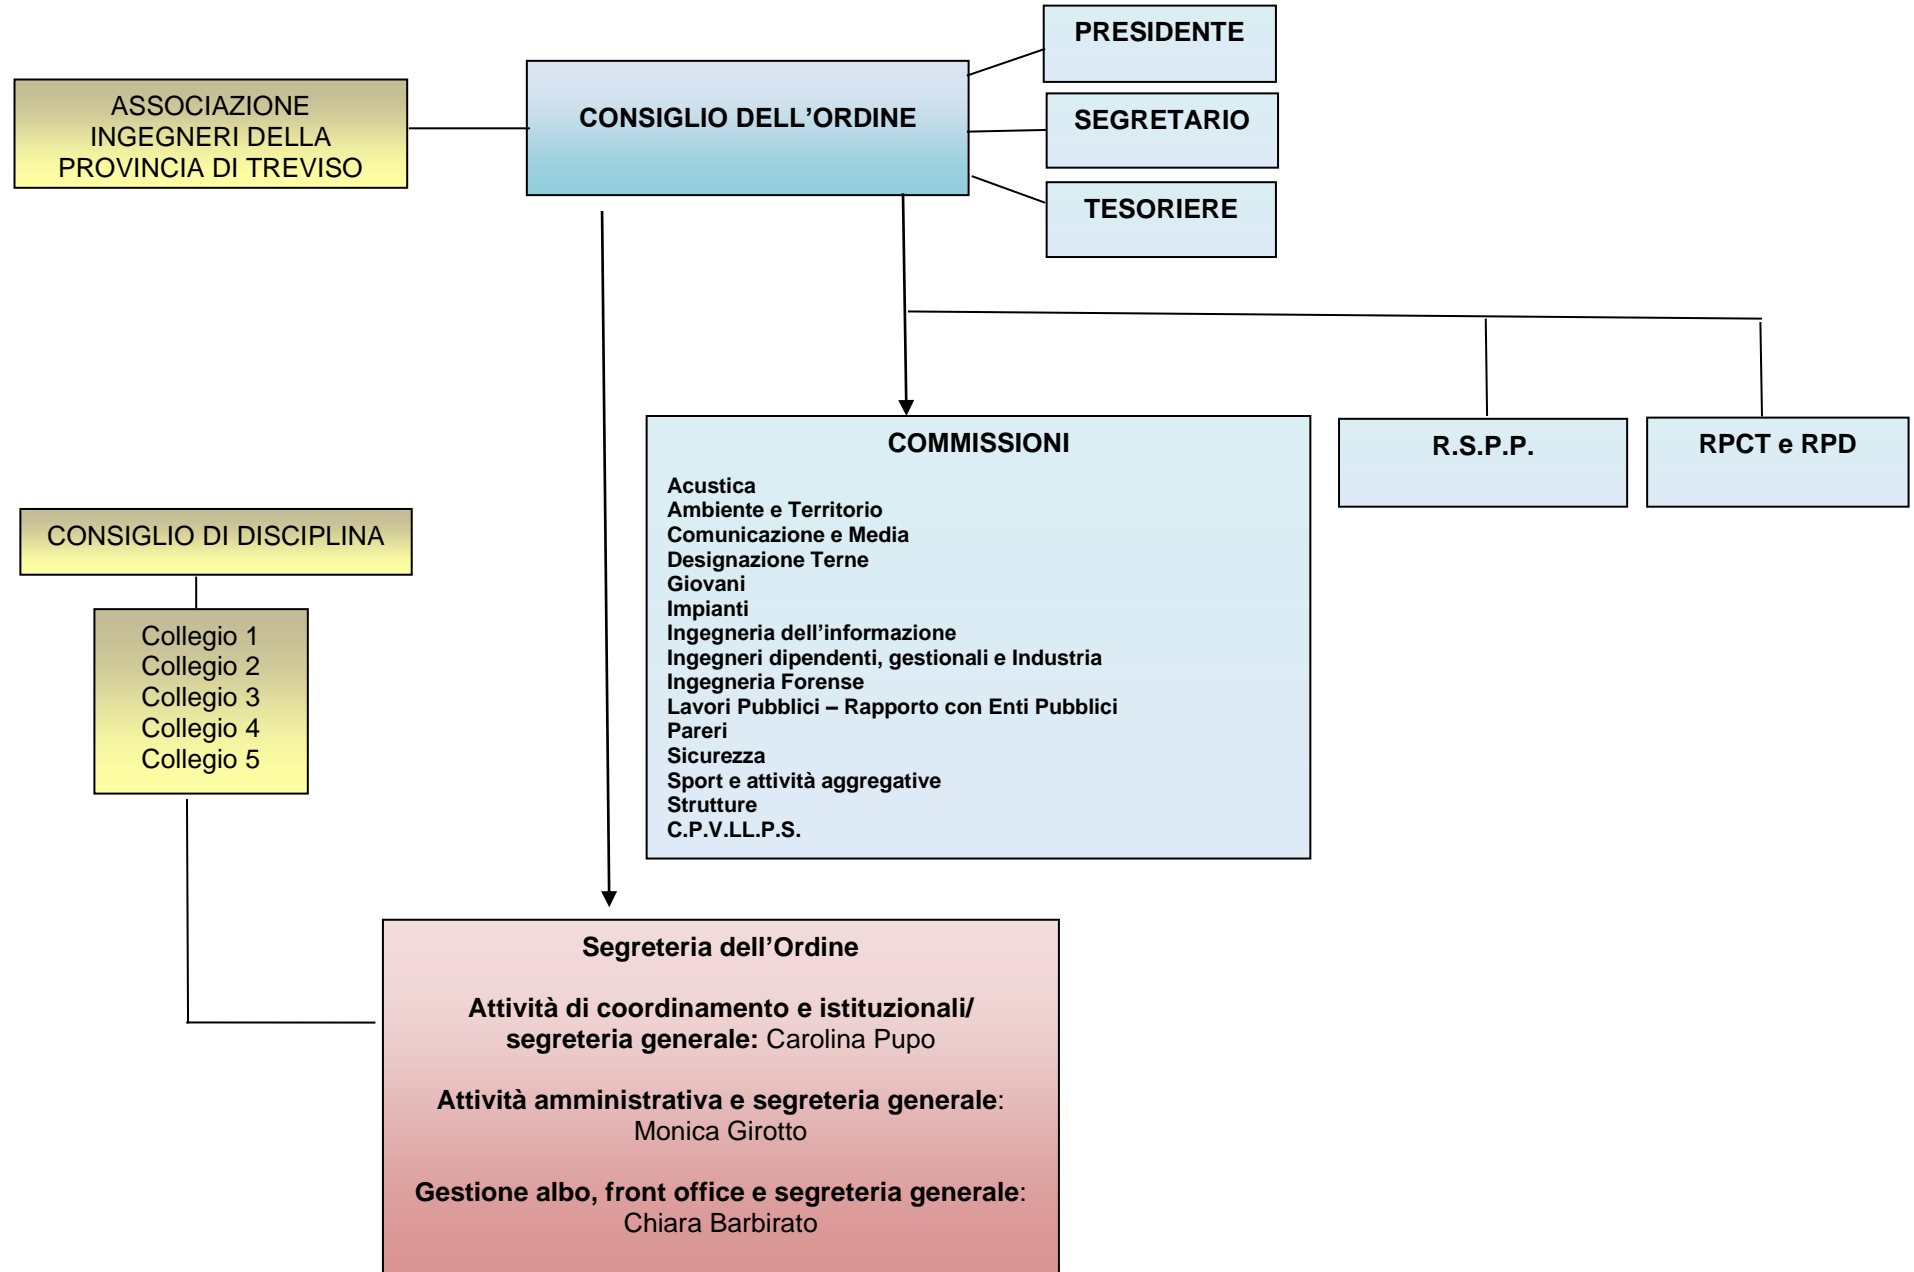 PRESIDENTE
ASSOCIAZIONE
INGEGNERI DELLA
PROVINCIA DI TREVISO
CONSIGLIO DELL’ORDINE
SEGRETARIO
TESORIERE
COMMISSIONI
Acustica
Ambiente e Territorio
Comunicazione e Media
Designazione Terne
Giovani
Impianti
Ingegneria dell’informazione
Ingegneri dipendenti, gestionali e Industria
Ingegneria Forense
Lavori Pubblici – Rapporto con Enti Pubblici
Pareri
Sicurezza
Sport e attività aggregative
Strutture
C.P.V.LL.P.S.
R.S.P.P.
RPCT e RPD
CONSIGLIO DI DISCIPLINA
Collegio 1
Collegio 2
Collegio 3
Collegio 4
Collegio 5
Segreteria dell’Ordine
Attività di coordinamento e istituzionali/
segreteria generale: Carolina Pupo
Attività amministrativa e segreteria generale:
Monica Girotto
Gestione albo, front office e segreteria generale:
Chiara Barbirato